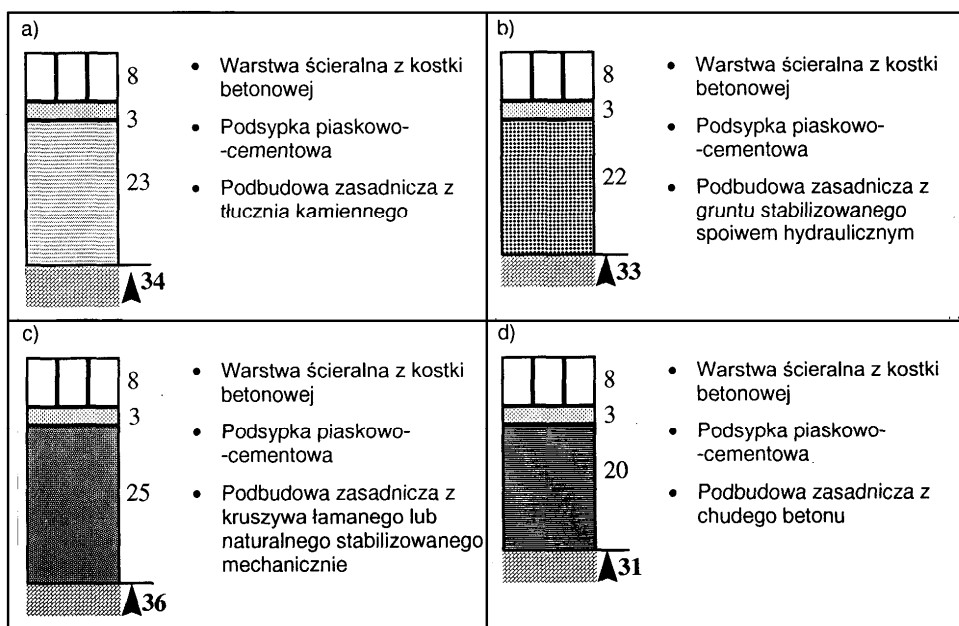 a)
8
3
23
34
• Warstwa ścieralna z kostki
betonowej
• Podsypka piaskowo-
-cementowa
• Podbudowa zasadnicza z
tłucznia kamiennego
b)
8
3
22
33
• Warstwa ścieralna z kostki
betonowej
• Podsypka piaskowo-
-cementowa
• Podbudowa zasadnicza z
gruntu stabilizowanego
spoiwem hydraulicznym
c)
8
3
25
36
• Warstwa ścieralna z kostki
betonowej
• Podsypka piaskowo-
-cementowa
• Podbudowa zasadnicza z
kruszywa łamanego lub
naturalnego stabilizowanego
mechanicznie
d)
8
3
20
31
• Warstwa ścieralna z kostki
betonowej
• Podsypka piaskowo-
-cementowa
• Podbudowa zasadnicza z
chudego betonu